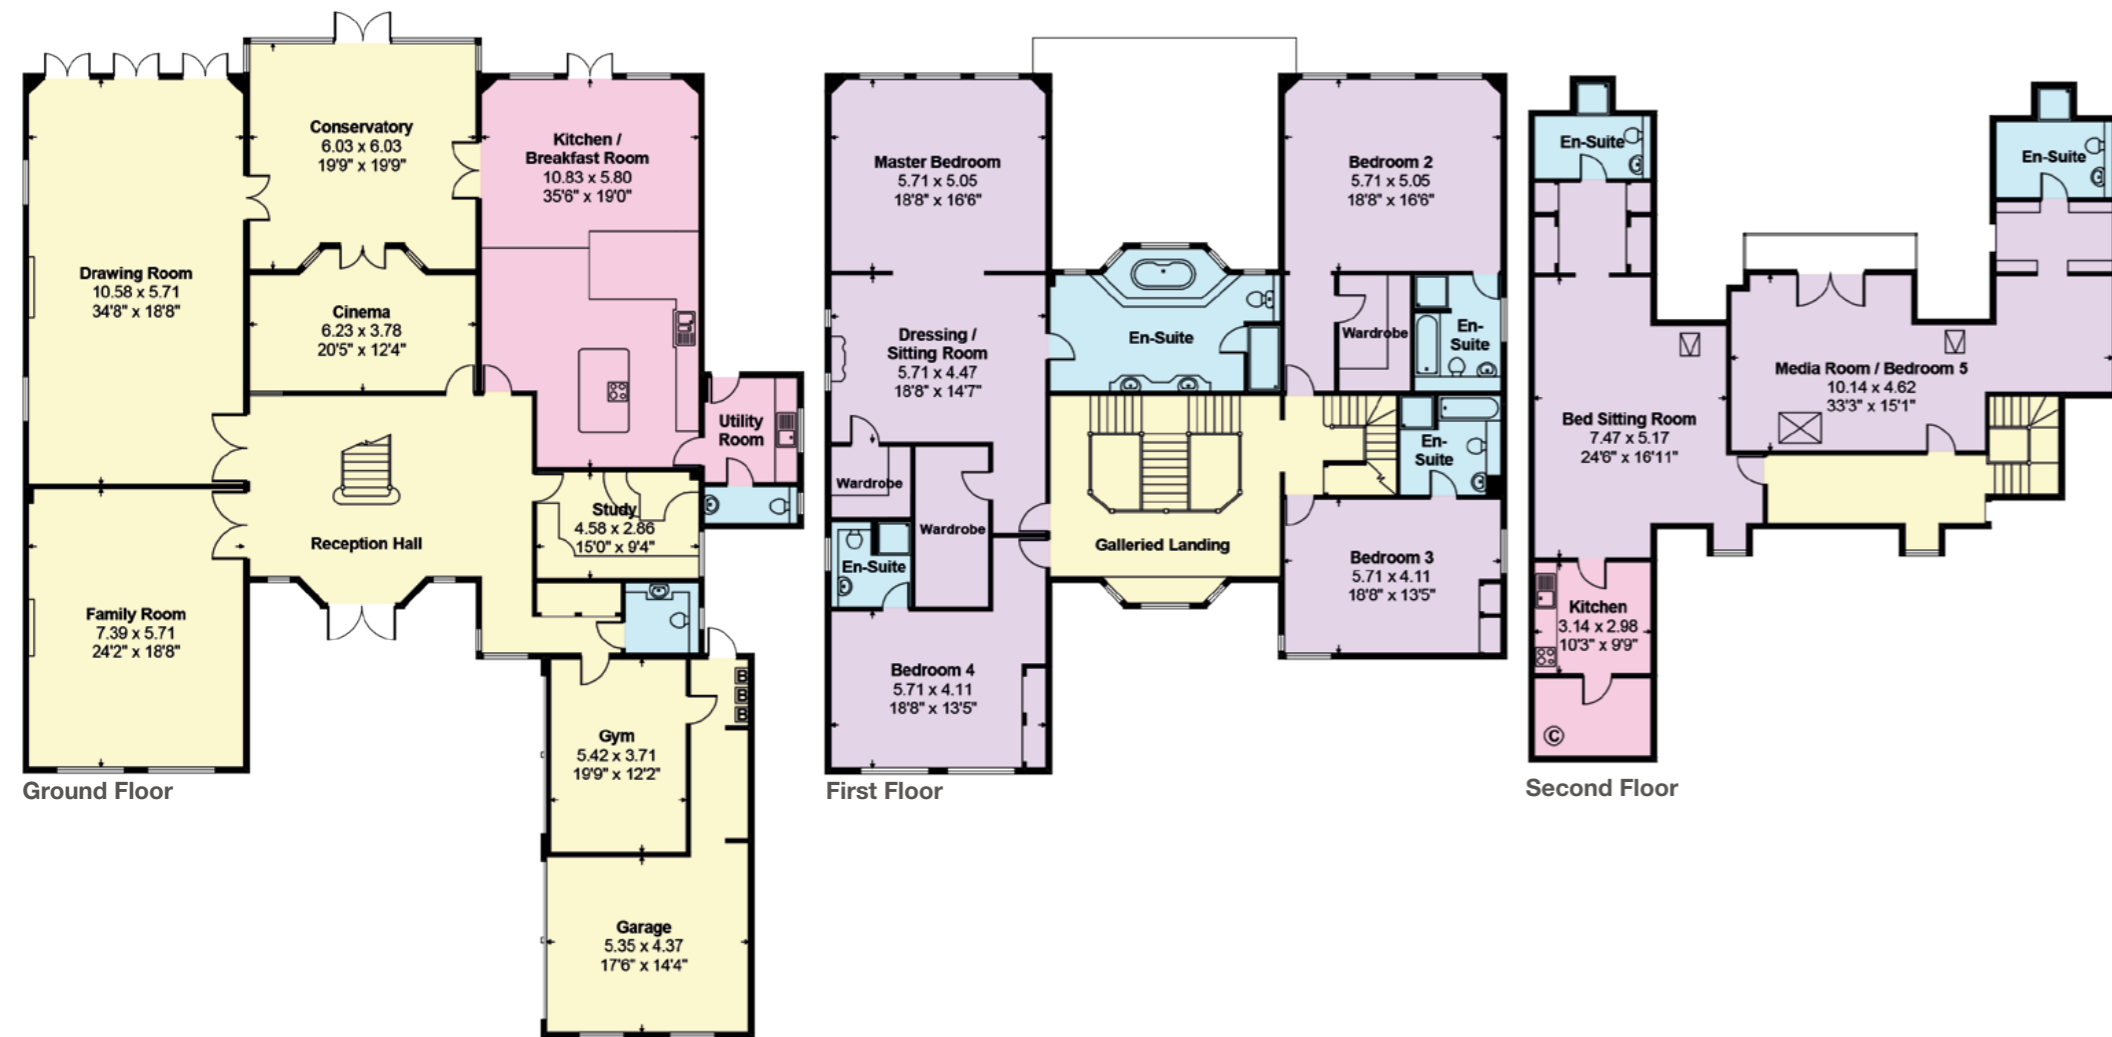 Conservatory
6.03 x 6.03
19'9" x 19'9"
Kitchen /
Breakfast Room
10.83 x 5.80
35'6" x 19'0"
Drawing Room
10.58 x 5.71
34'8" x 18'8"
Cinema
6.23 x 3.78
20'5" x 12'4"
Utility
Room
Study
4.58 x 2.86
15'0" x 9'4"
Reception Hall
Family Room
7.39 x 5.71
24'2" x 18'8"
B
B
B
Gym
5.42 x 3.71
19'9" x 12'2"
Garage
5.35 x 4.37
17'6" x 14'4"
Ground Floor
Master Bedroom
5.71 x 5.05
18'8" x 16'6"
Bedroom 2
5.71 x 5.05
18'8" x 16'6"
Dressing /
Sitting Room
5.71 x 4.47
18'8" x 14'7"
En-Suite
Wardrobe
En-
Suite
En-
Suite
Wardrobe
Wardrobe
En-Suite
Galleried Landing
Bedroom 3
5.71 x 4.11
18'8" x 13'5"
Bedroom 4
5.71 x 4.11
18'8" x 13'5"
First Floor
En-Suite
En-Suite
Media Room / Bedroom 5
10.14 x 4.62
33'3" x 15'1"
Bed Sitting Room
7.47 x 5.17
24'6" x 16'11"
Kitchen
3.14 x 2.98
10'3" x 9'9"
C
Second Floor